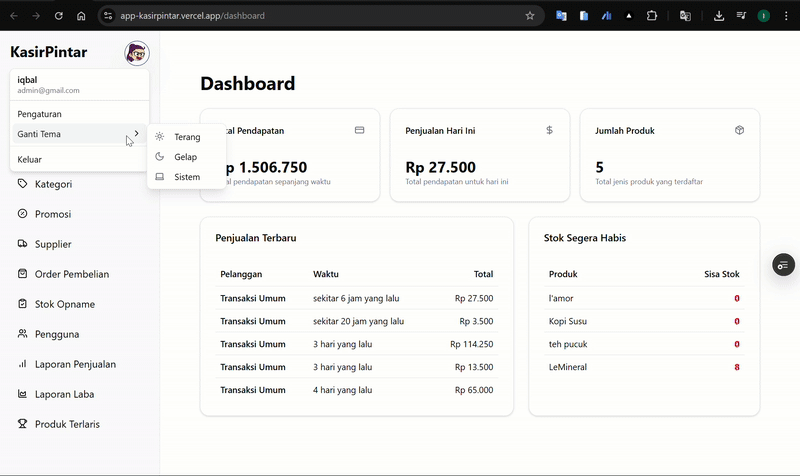 app-kasirpintar.vercel.app/dashboard
I
KasirPintar
iqbal
admin@gmail.com
Pengaturan
Ganti Tema
Keluar
Terang
Gelap
Sistem
Kategori
Promosi
Supplier
Order Pembelian
Stok Opname
Pengguna
Laporan Penjualan
Laporan Laba
Produk Terlaris
Dashboard
Pendapatan
1.506.750
pendapatan sepanjang waktu
Penjualan Hari Ini
$
Rp 27.500
Total pendapatan untuk hari ini
Jumlah Produk
5
Total jenis produk yang terdaftar
Penjualan Terbaru
Pelanggan Waktu Total
Transaksi Umum sekitar 6 jam yang lalu Rp 27.500
Transaksi Umum sekitar 20 jam yang lalu Rp 3.500
Transaksi Umum 3 hari yang lalu Rp 114.250
Transaksi Umum 3 hari yang lalu Rp 13.500
Transaksi Umum 4 hari yang lalu Rp 65.000
Stok Segera Habis
Produk Sisa Stok
l'amor 0
Kopi Susu 0
teh pucuk 0
LeMineral 8